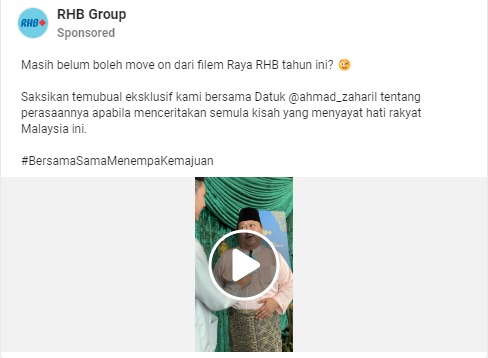 RHB
RHB Group
Sponsored
Masih belum boleh move on dari filem Raya RHB tahun ini? 😉
Saksikan temubual eksklusif kami bersama Datuk @ahmad_zaharil tentang
perasaannya apabila menceritakan semula kisah yang menyayat hati rakyat
Malaysia ini.
#BersamaSamaMenempaKemajuan